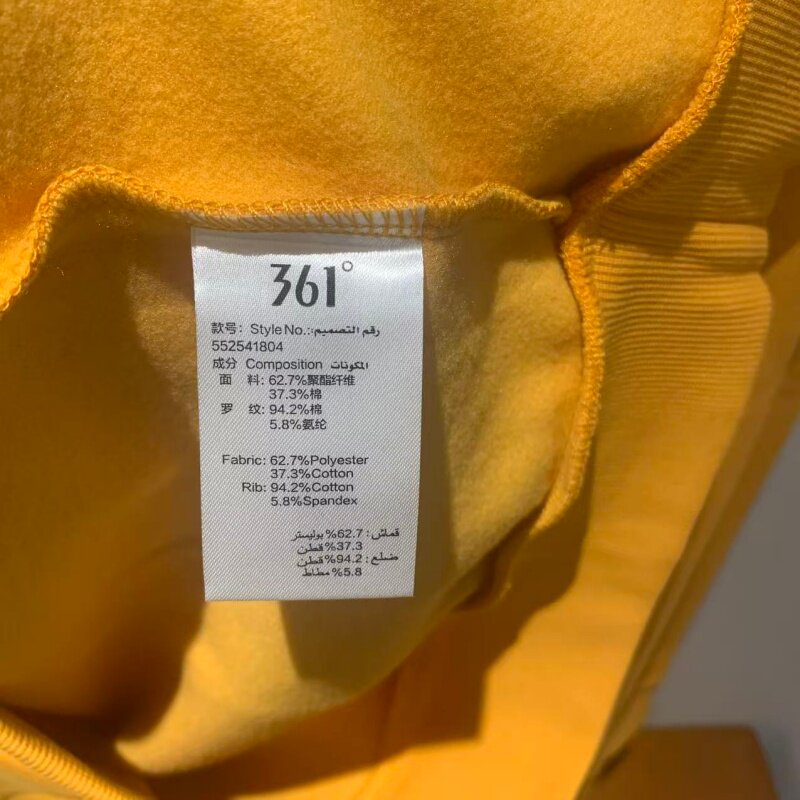 361°
款号: Style No.: رقم التصميم:
552541804
成分 Composition المكونات
面 料: 62.7%聚酯纤维
37.3%棉
罗 纹: 94.2%棉
5.8%氨纶
Fabric: 62.7%Polyester
37.3%Cotton
Rib: 94.2%Cotton
5.8%Spandex
قماش: 62.7% بوليستر
37.3% قطن
ضلع: 94.2% قطن
5.8% مطاط